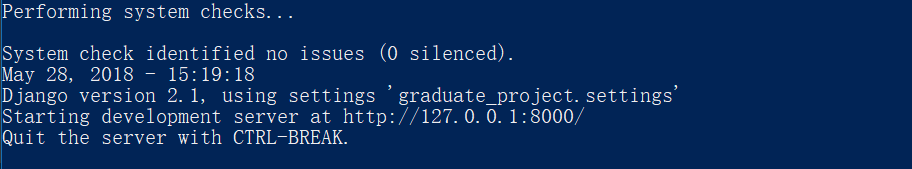 Performing system checks...
System check identified no issues (0 silenced).
May 28, 2018 - 15:19:18
Django version 2.1, using settings 'graduate_project.settings'
Starting development server at http://127.0.0.1:8000/
Quit the server with CTRL-BREAK.